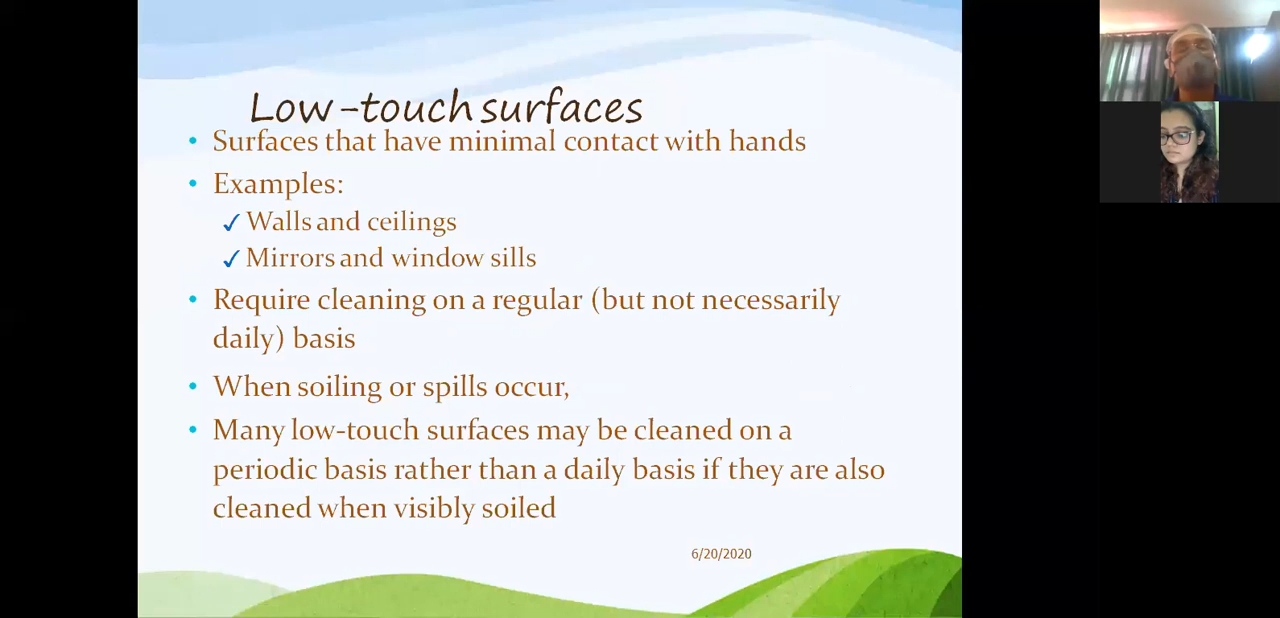 Low-touch surfaces
• Surfaces that have minimal contact with hands
• Examples:
✓ Walls and ceilings
✓ Mirrors and window sills
• Require cleaning on a regular (but not necessarily
daily) basis
• When soiling or spills occur,
• Many low-touch surfaces may be cleaned on a
periodic basis rather than a daily basis if they are also
cleaned when visibly soiled
6/20/2020